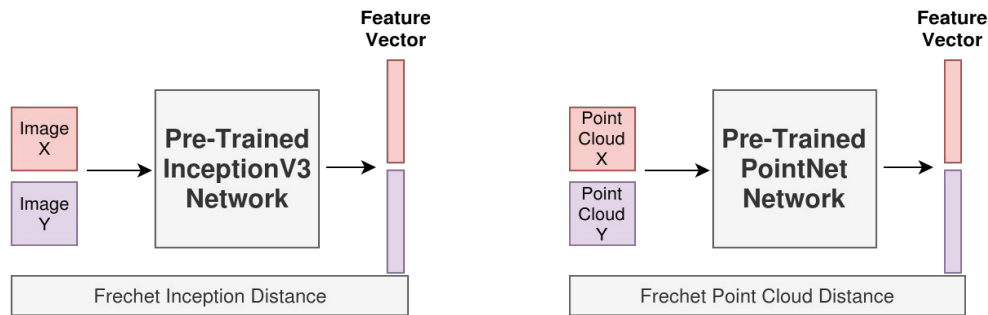 Feature
Vector
Image
X
Image
Y
Pre-Trained
InceptionV3
Network
Frechet Inception Distance
Feature
Vector
Point
Cloud
X
Point
Cloud
Y
Pre-Trained
PointNet
Network
Frechet Point Cloud Distance